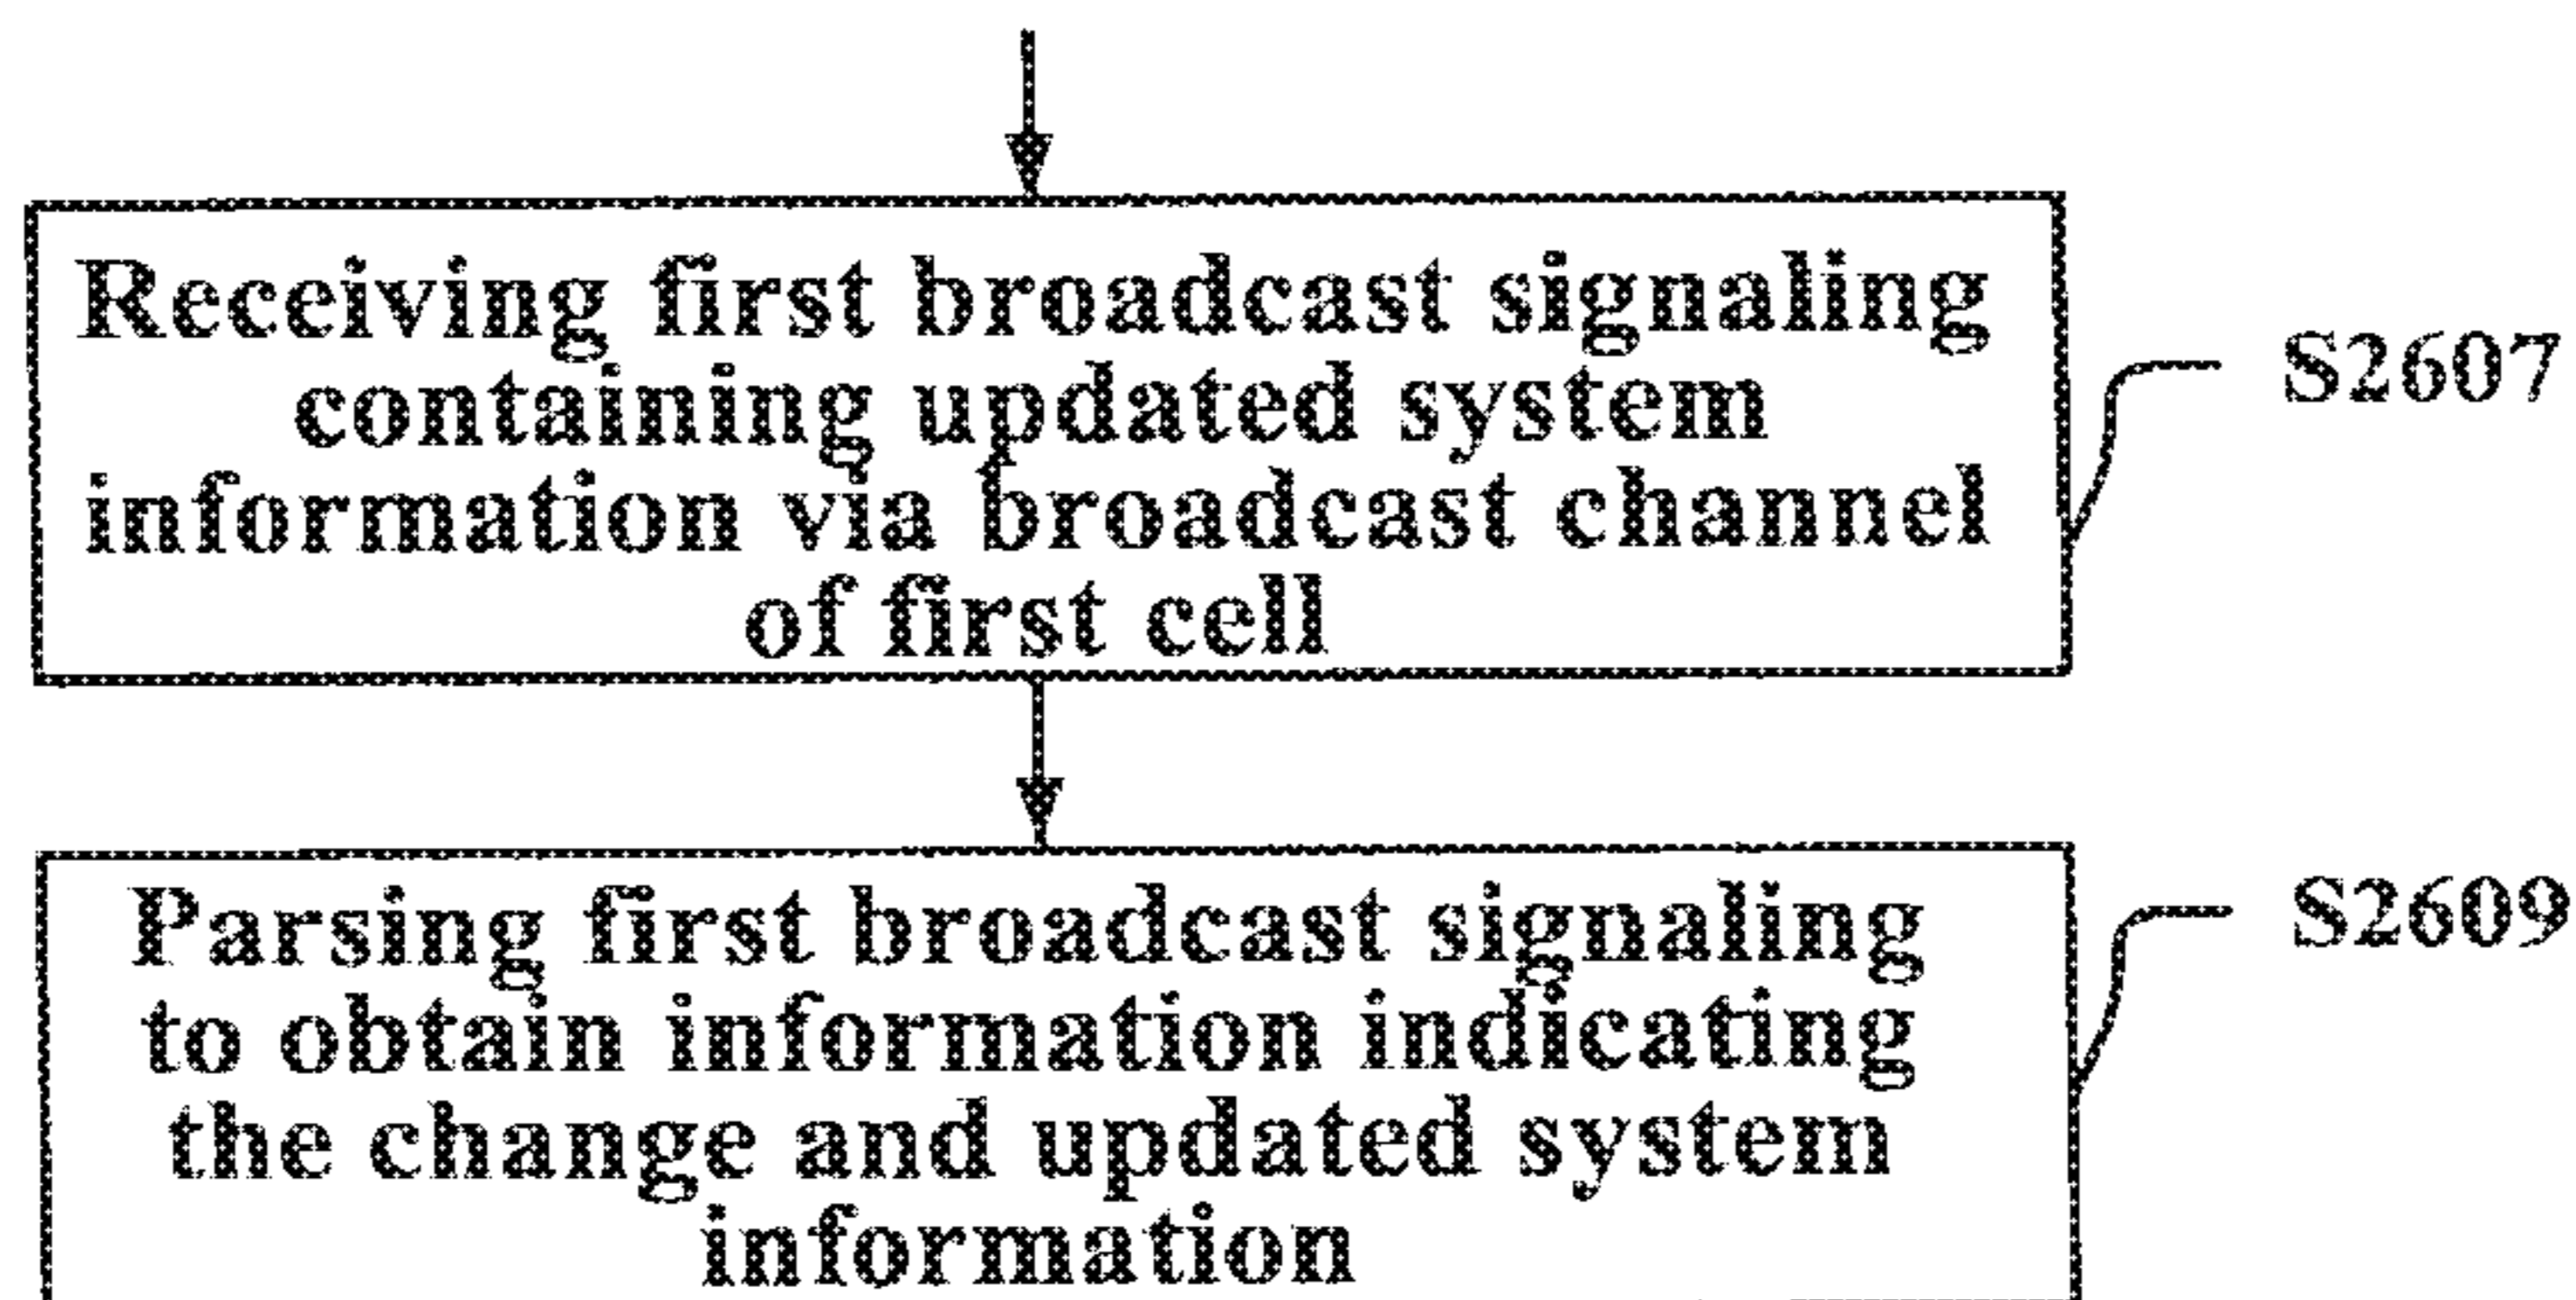 Receiving first broadcast signaling
containing updated system
information via broadcast channel
of first cell
S2607
Parsing first broadcast signaling
to obtain information indicating
the change and updated system
information
S2609